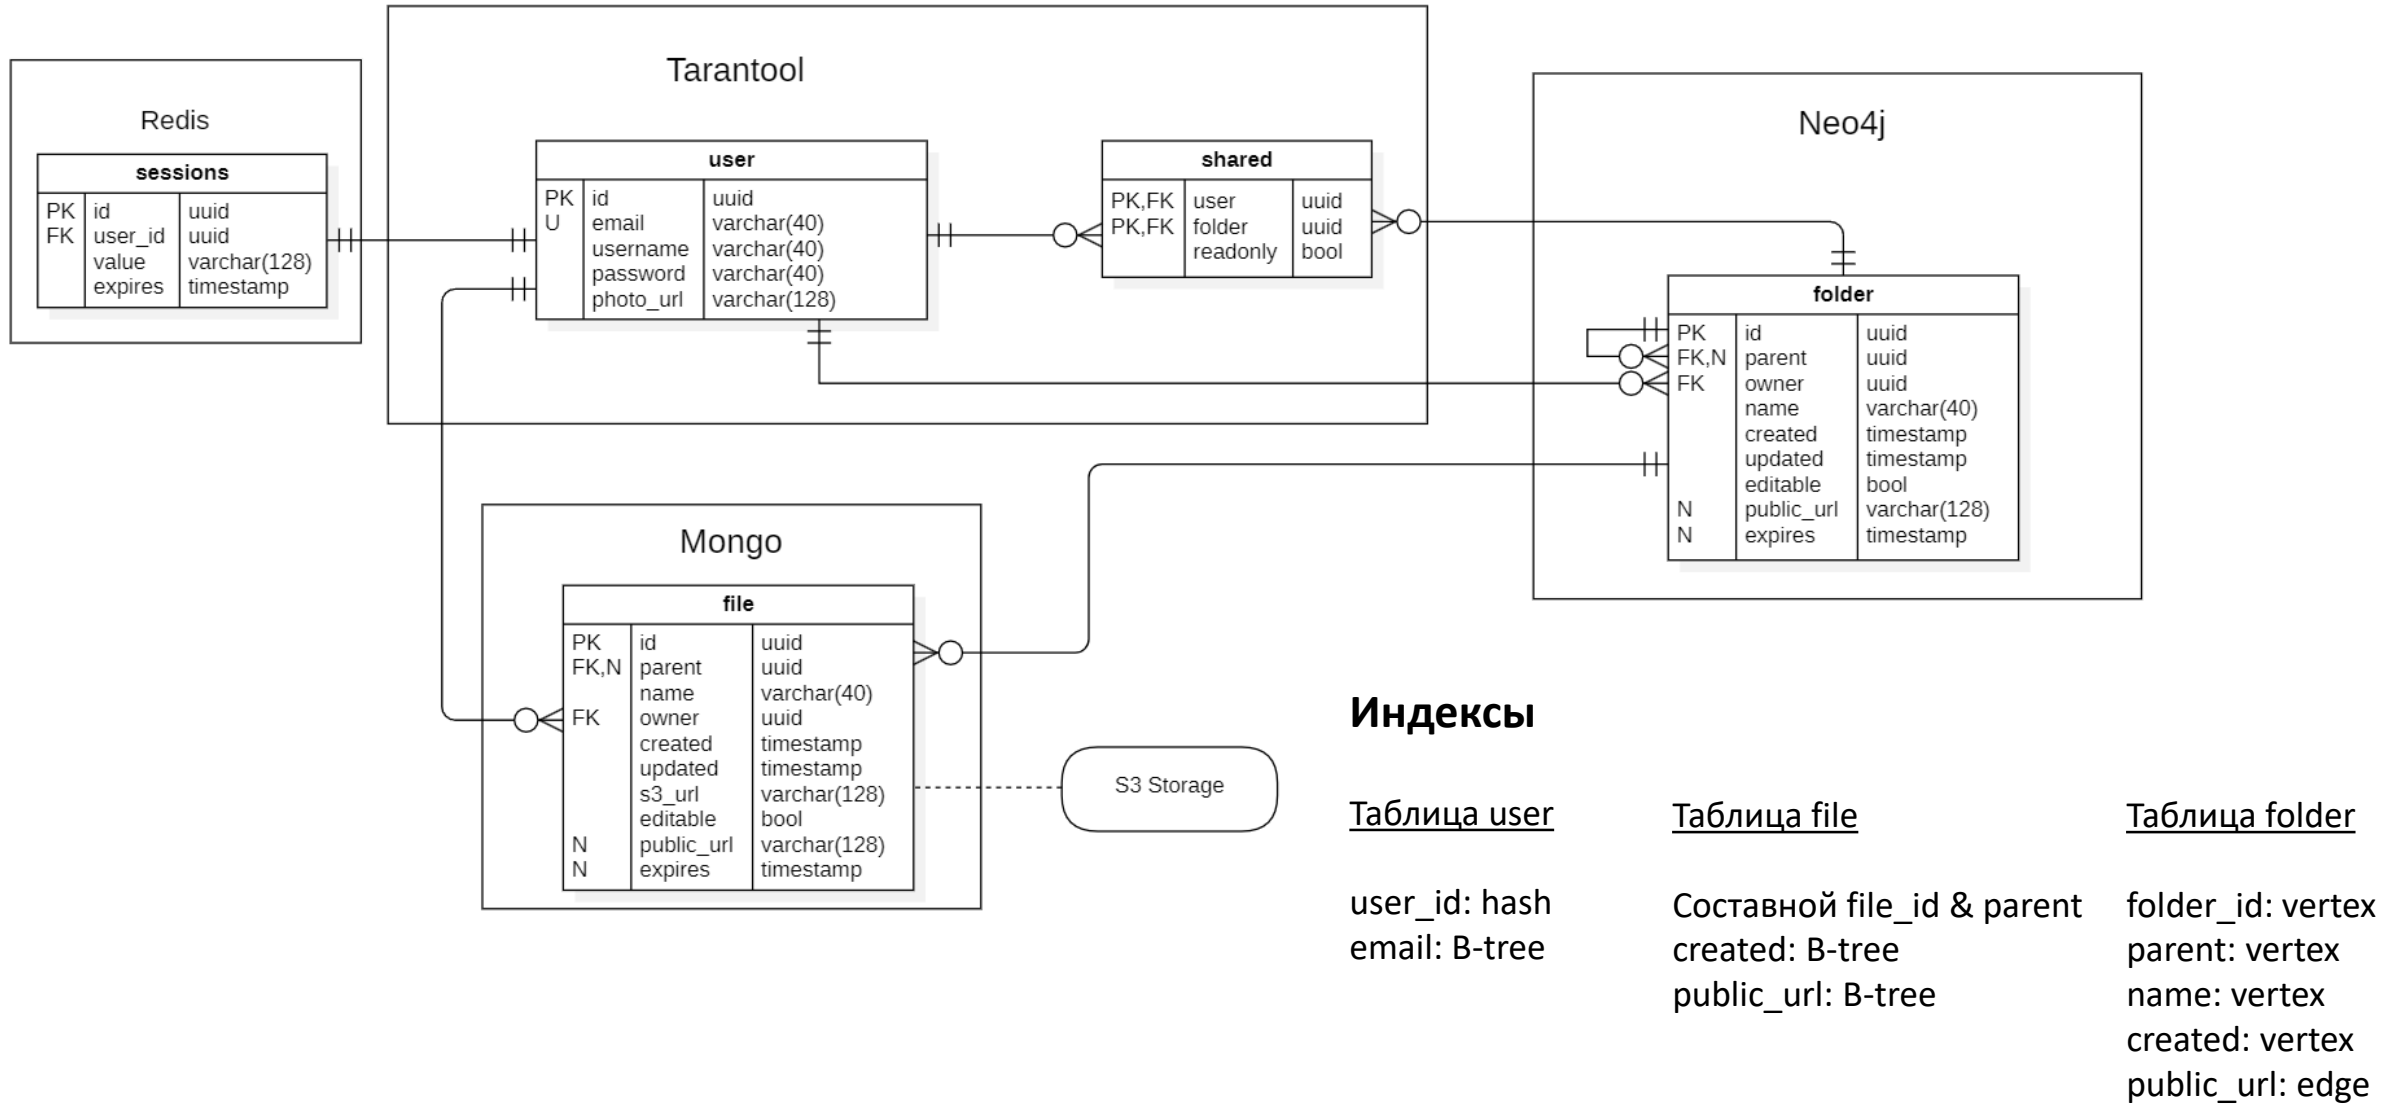 Redis
sessions
PK id uuid
FK user_id uuid
value varchar(128)
expires timestamp
Tarantool
user
PK id uuid
U email varchar(40)
username varchar(40)
password varchar(40)
photo_url varchar(128)
shared
PK,FK user uuid
PK,FK folder uuid
readonly bool
Neo4j
folder
PK id uuid
FK,N parent uuid
FK owner uuid
name varchar(40)
created timestamp
updated timestamp
editable bool
N public_url varchar(128)
N expires timestamp
Mongo
file
PK id uuid
FK,N parent uuid
name varchar(40)
FK owner uuid
created timestamp
updated timestamp
s3_url varchar(128)
editable bool
N public_url varchar(128)
N expires timestamp
S3 Storage
Индексы
Таблица user
user_id: hash
email: B-tree
Таблица file
Составной file_id & parent
created: B-tree
public_url: B-tree
Таблица folder
folder_id: vertex
parent: vertex
name: vertex
created: vertex
public_url: edge